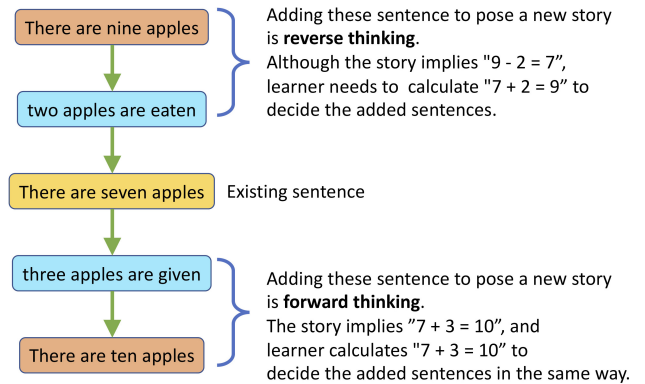 There are nine apples
Adding these sentence to pose a new story
is reverse thinking.
Although the story implies "9 - 2 = 7”,
learner needs to  calculate "7 + 2 = 9” to
decide the added sentences.
two apples are eaten
There are seven apples
Existing sentence
three apples are given
Adding these sentence to pose a new story
is forward thinking.
The story implies ”7 + 3 = 10”, and
learner calculates "7 + 3 = 10” to
decide the added sentences in the same way.
There are ten apples